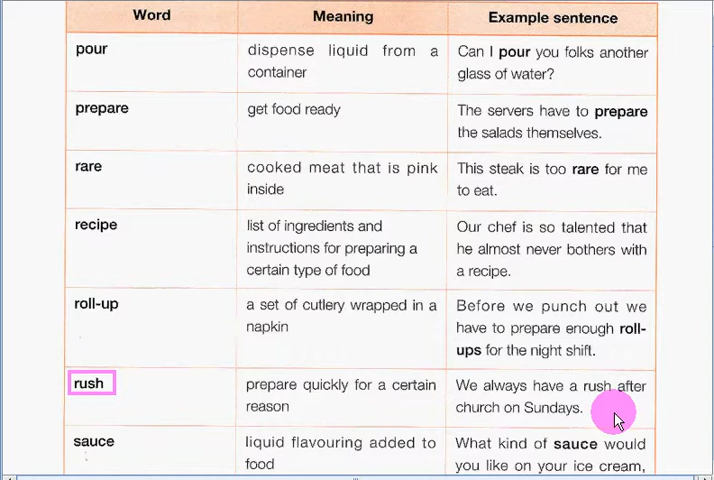 Word Meaning Example sentence
pour dispense liquid from a Can I pour you folks another
container glass of water?
prepare get food ready The servers have to prepare
the salads themselves.
rare cooked meat that is pink This steak is too rare for me
inside to eat.
recipe list of ingredients and Our chef is so talented that
instructions for preparing a he almost never bothers with
certain type of food a recipe.
roll-up a set of cutlery wrapped in a Before we punch out we
napkin have to prepare enough roll-
ups for the night shift.
rush prepare quickly for a certain We always have a rush after
reason church on Sundays.
sauce liquid flavouring added to What kind of sauce would
food you like on your ice cream,